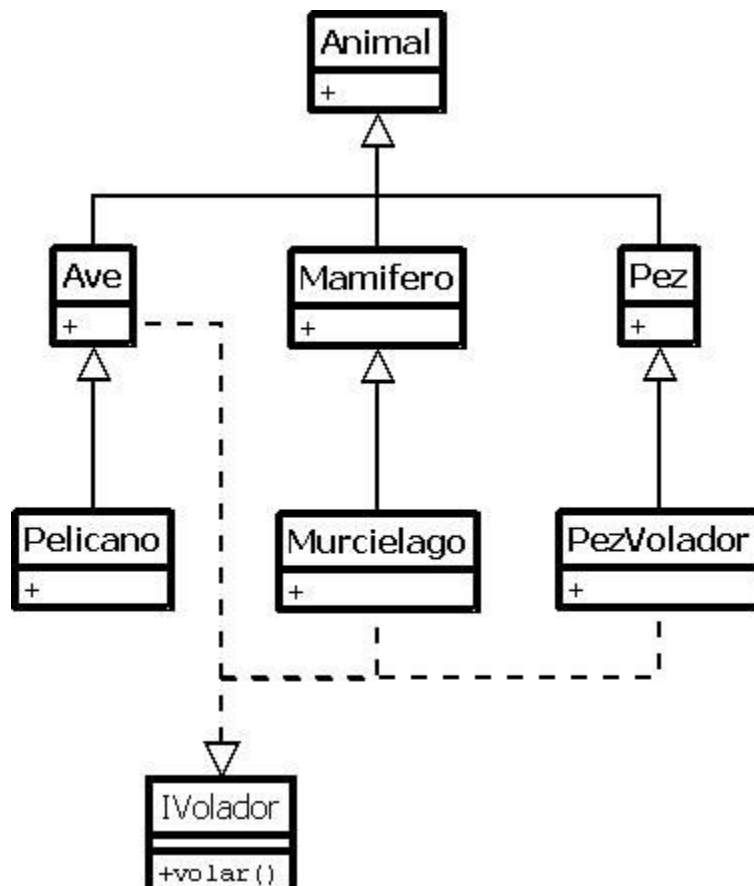 Animal
+
Ave
+
Mamifero
+
Pez
+
Pelicano
+
Murcielago
+
PezVolador
+
IVolador
+volar()